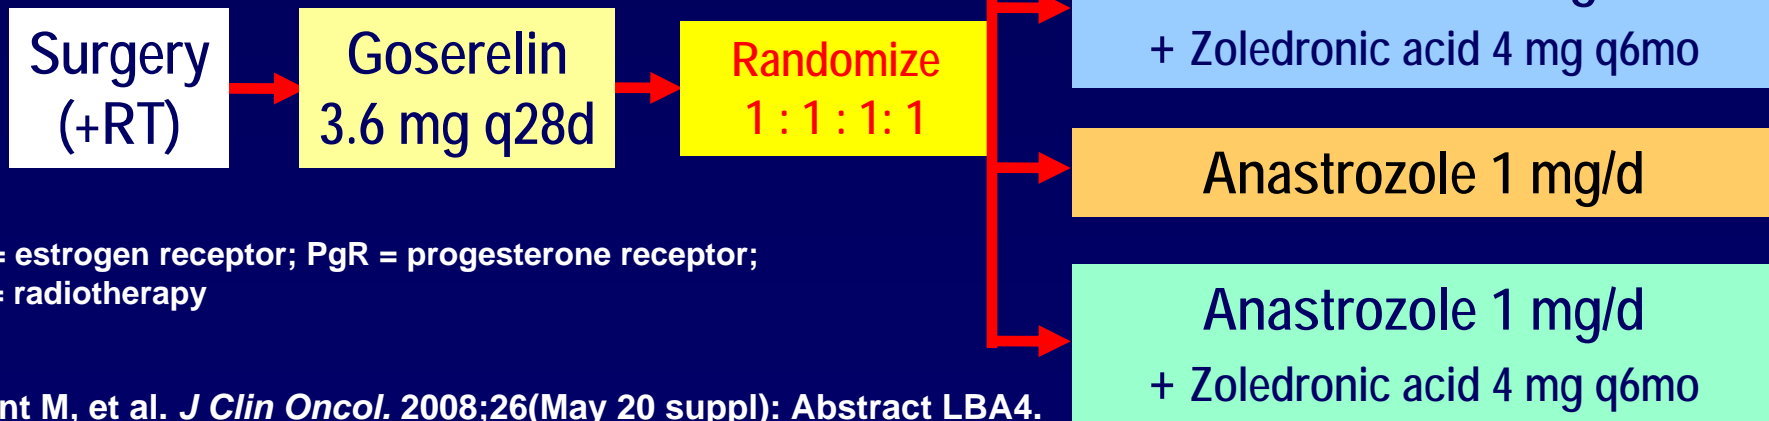 Surgery
(+RT)
Goserelin
3.6 mg q28d
Randomize
1 : 1 : 1: 1
+ Zoledronic acid 4 mg q6mo
Anastrozole 1 mg/d
Anastrozole 1 mg/d
+ Zoledronic acid 4 mg q6mo
= estrogen receptor; PgR = progesterone receptor;
= radiotherapy
nt M, et al. J Clin Oncol. 2008;26(May 20 suppl): Abstract LBA4.